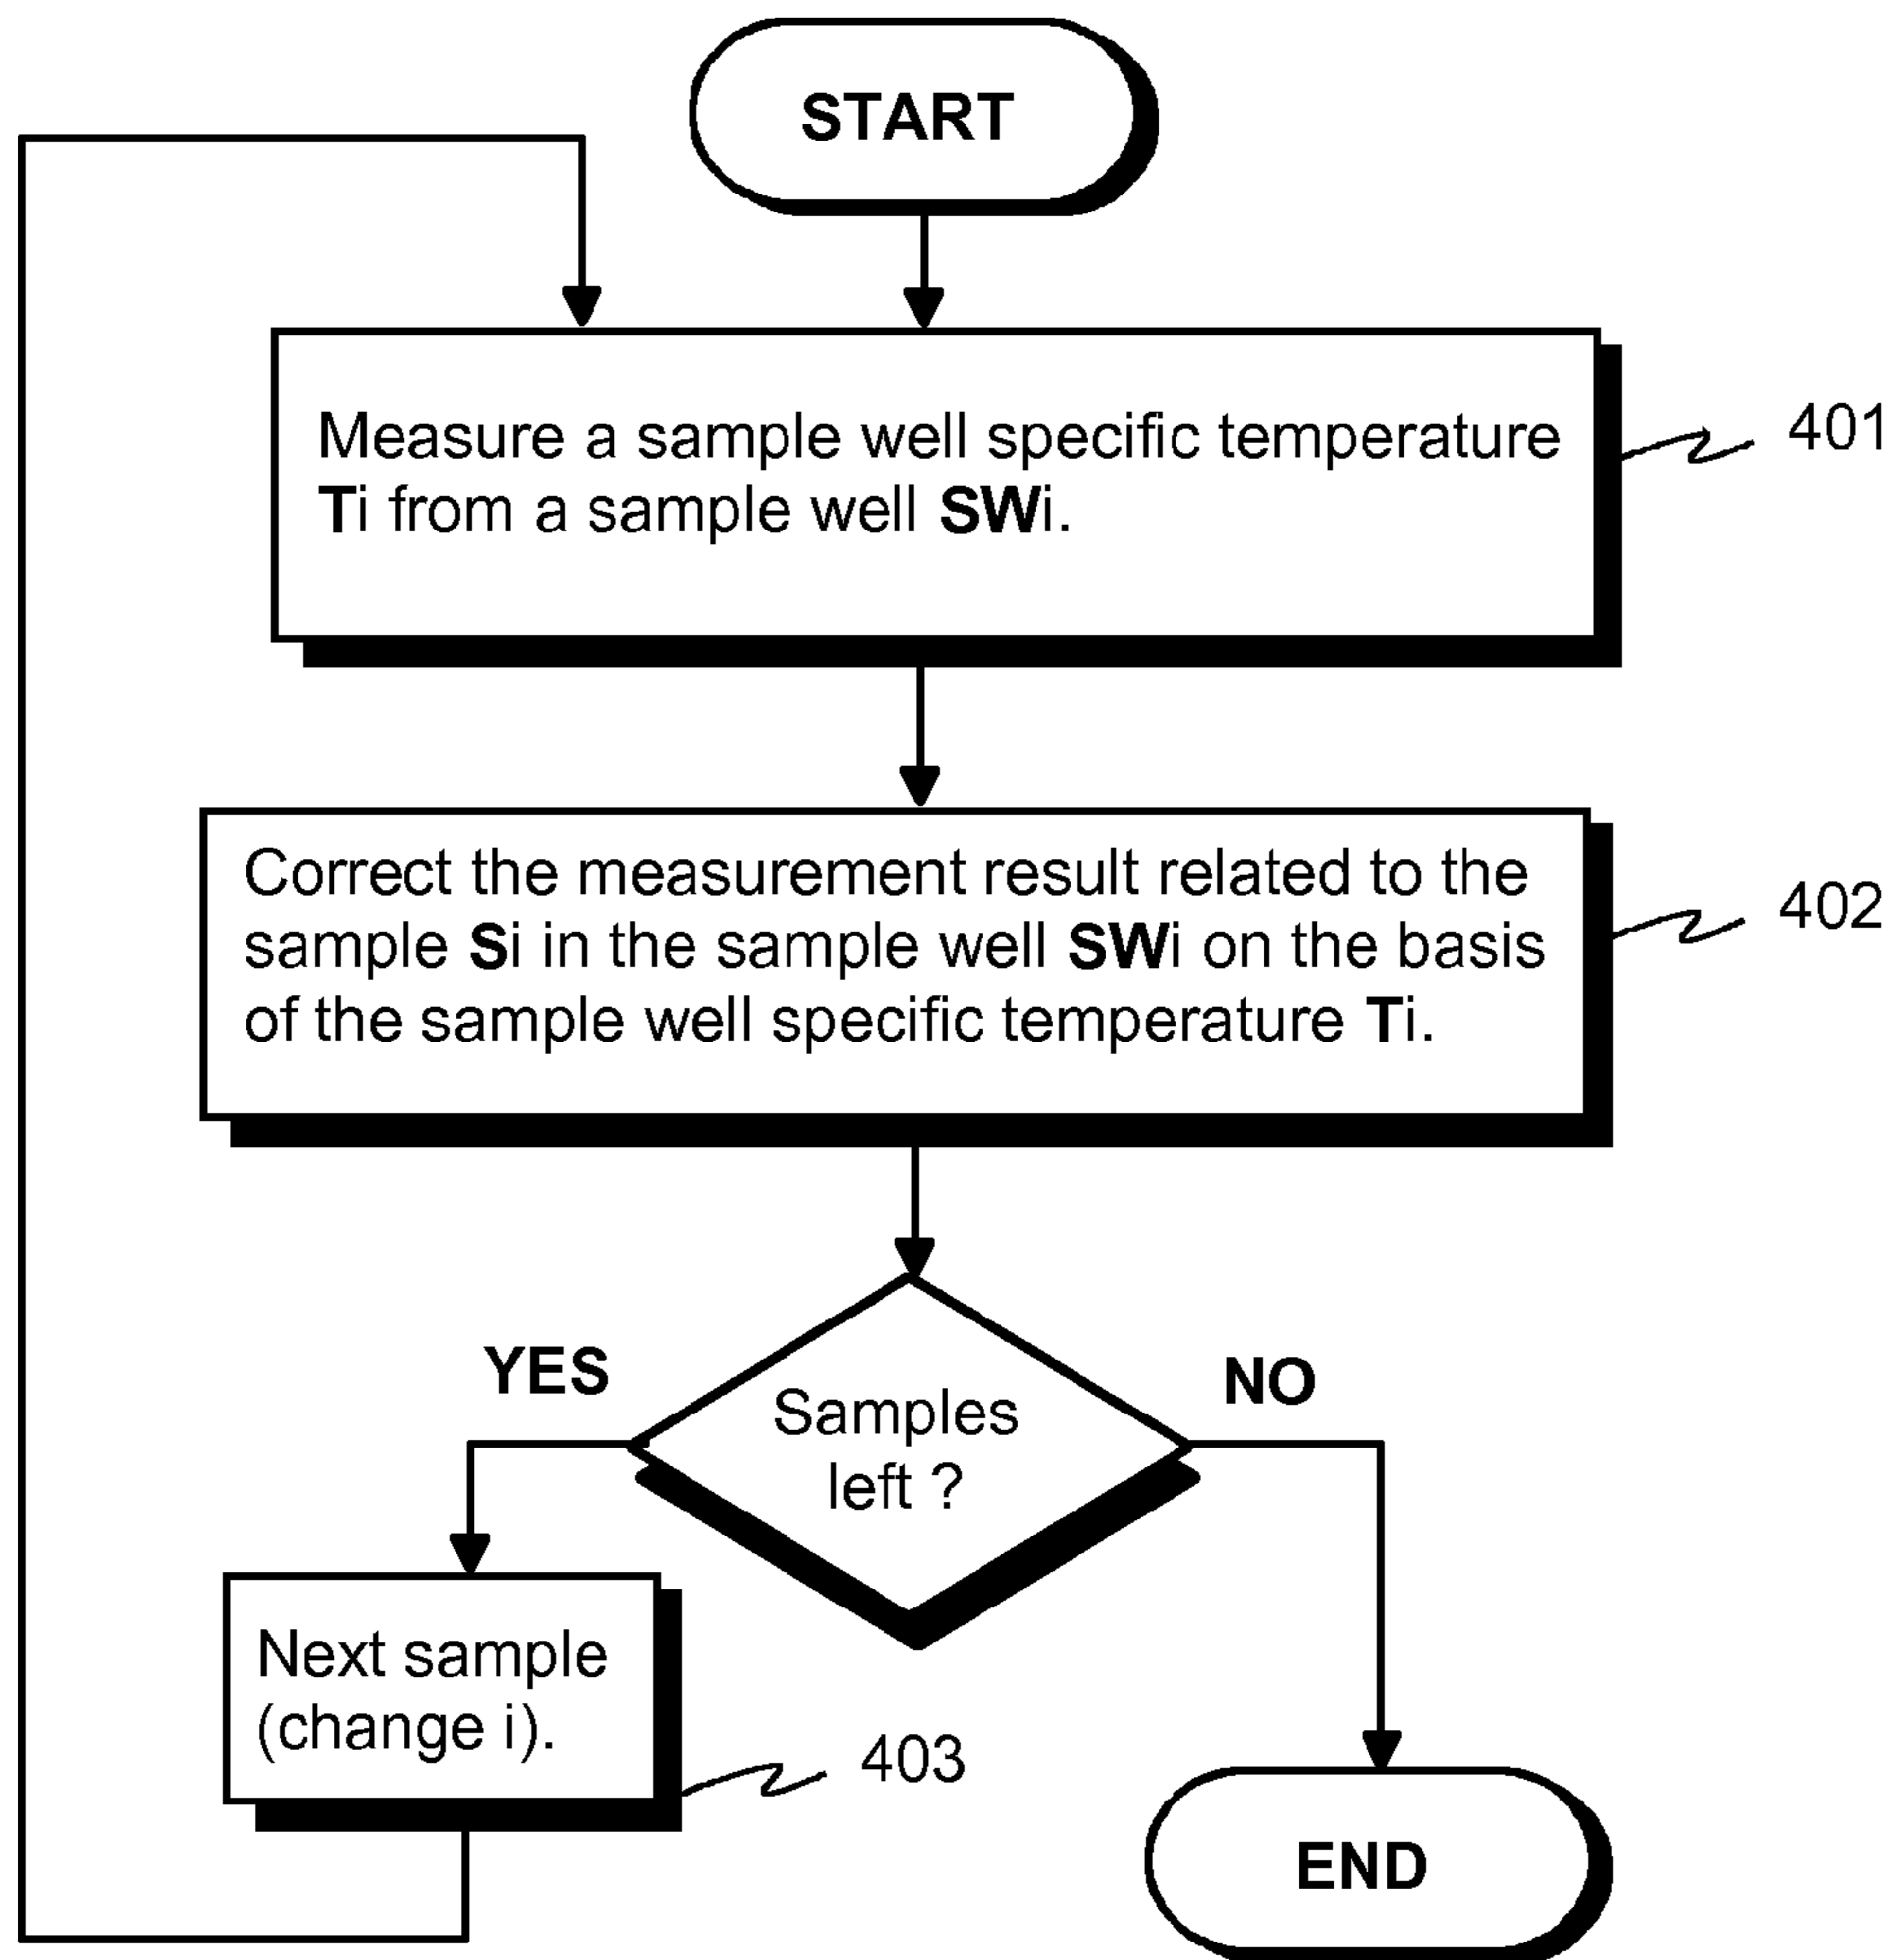 START
Measure a sample well specific temperature
Ti from a sample well SWi.
401
Correct the measurement result related to the
sample Si in the sample well SWi on the basis
of the sample well specific temperature Ti.
402
YES
NO
Samples
left ?
Next sample
(change i).
403
END